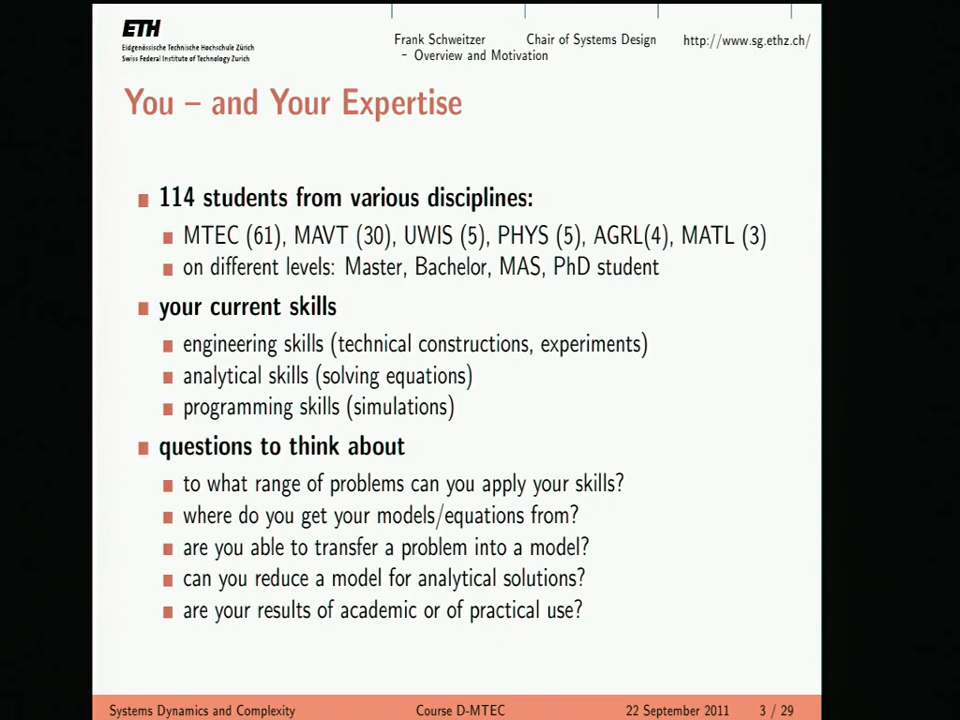 ETH
Eidgenössische Technische Hochschule Zürich
Swiss Federal Institute of Technology Zurich
Frank Schweitzer Chair of Systems Design http://www.sg.ethz.ch/
– Overview and Motivation
You – and Your Expertise
114 students from various disciplines:
MTEC (61), MAVT (30), UWIS (5), PHYS (5), AGRL(4), MATL (3)
on different levels: Master, Bachelor, MAS, PhD student
your current skills
engineering skills (technical constructions, experiments)
analytical skills (solving equations)
programming skills (simulations)
questions to think about
to what range of problems can you apply your skills?
where do you get your models/equations from?
are you able to transfer a problem into a model?
can you reduce a model for analytical solutions?
are your results of academic or of practical use?
Systems Dynamics and Complexity Course D-MTEC 22 September 2011 3 / 29